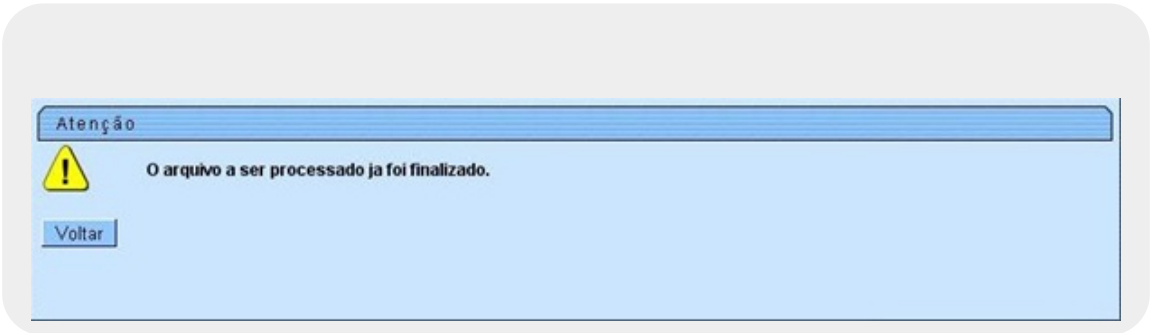 Atenção
O arquivo a ser processado ja foi finalizado.
Voltar